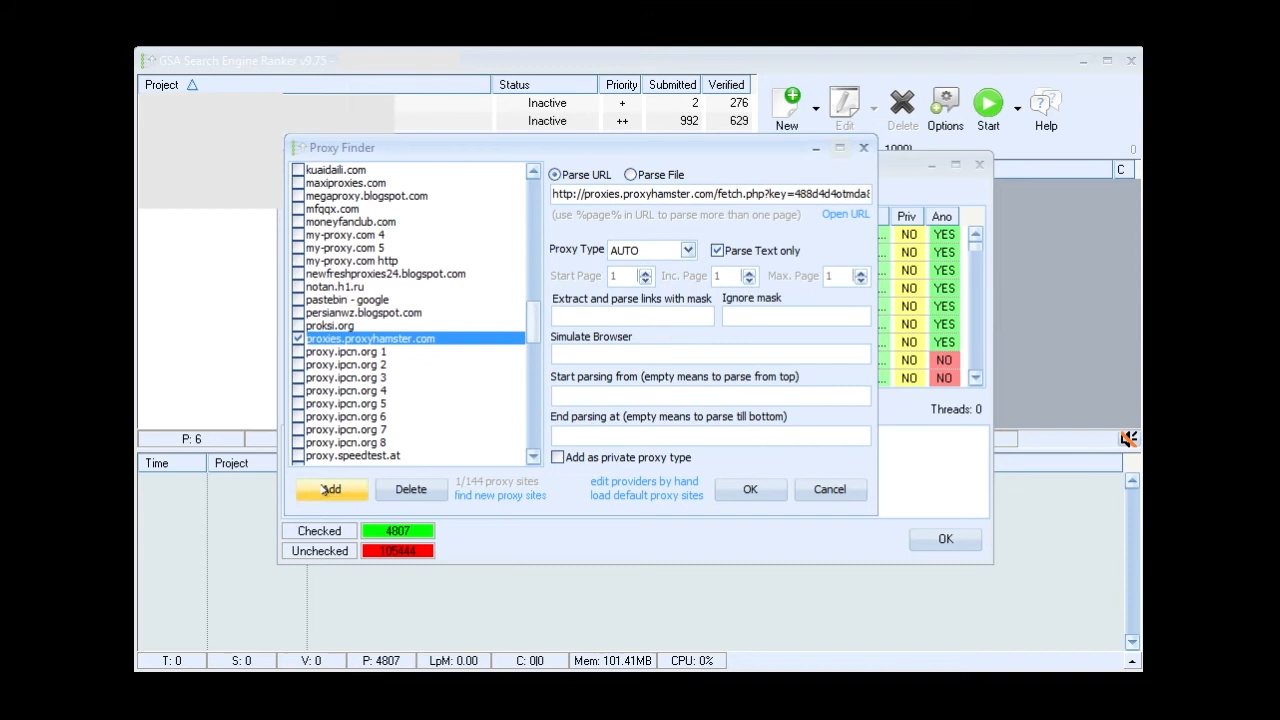 GSA Search Engine Ranker v9.75 -
Project
Status
Priority
Submitted
Verified
Inactive
+
2
276
Inactive
++
992
629
New
Edit
Delete
Options
Start
Help
1000)
0
C
Proxy Finder
kuaidaili.com
maxiproxies.com
megaproxy.blogspot.com
mfqqx.com
moneyfanclub.com
my-proxy.com 4
my-proxy.com 5
my-proxy.com http
newfreshproxies24.blogspot.com
notan.h1.ru
pastebin - google
persianwz.blogspot.com
proksi.org
proxies.proxyhamster.com
proxy.ipcn.org 1
proxy.ipcn.org 2
proxy.ipcn.org 3
proxy.ipcn.org 4
proxy.ipcn.org 5
proxy.ipcn.org 6
proxy.ipcn.org 7
proxy.ipcn.org 8
proxy.speedtest.at
Parse URL
Parse File
http://proxies.proxyhamster.com/fetch.php?key=488d4d4otmda
(use %page% in URL to parse more than one page)
Open URL
Proxy Type
AUTO
Parse Text only
Start Page
1
Inc. Page
1
Max. Page
1
Extract and parse links with mask
Ignore mask
Simulate Browser
Start parsing from (empty means to parse from top)
End parsing at (empty means to parse till bottom)
Add as private proxy type
Add
Delete
1/144 proxy sites
find new proxy sites
edit providers by hand
load default proxy sites
OK
Cancel
Priv
Ano
... NO YES
... NO YES
... NO YES
... NO YES
... NO YES
... NO YES
... NO YES
... NO NO
... NO NO
Threads: 0
Checked
4807
Unchecked
105444
OK
P: 6
Time
Project
T: 0
S: 0
V: 0
P: 4807
LpM: 0.00
C: 0|0
Mem: 101.41MB
CPU: 0%